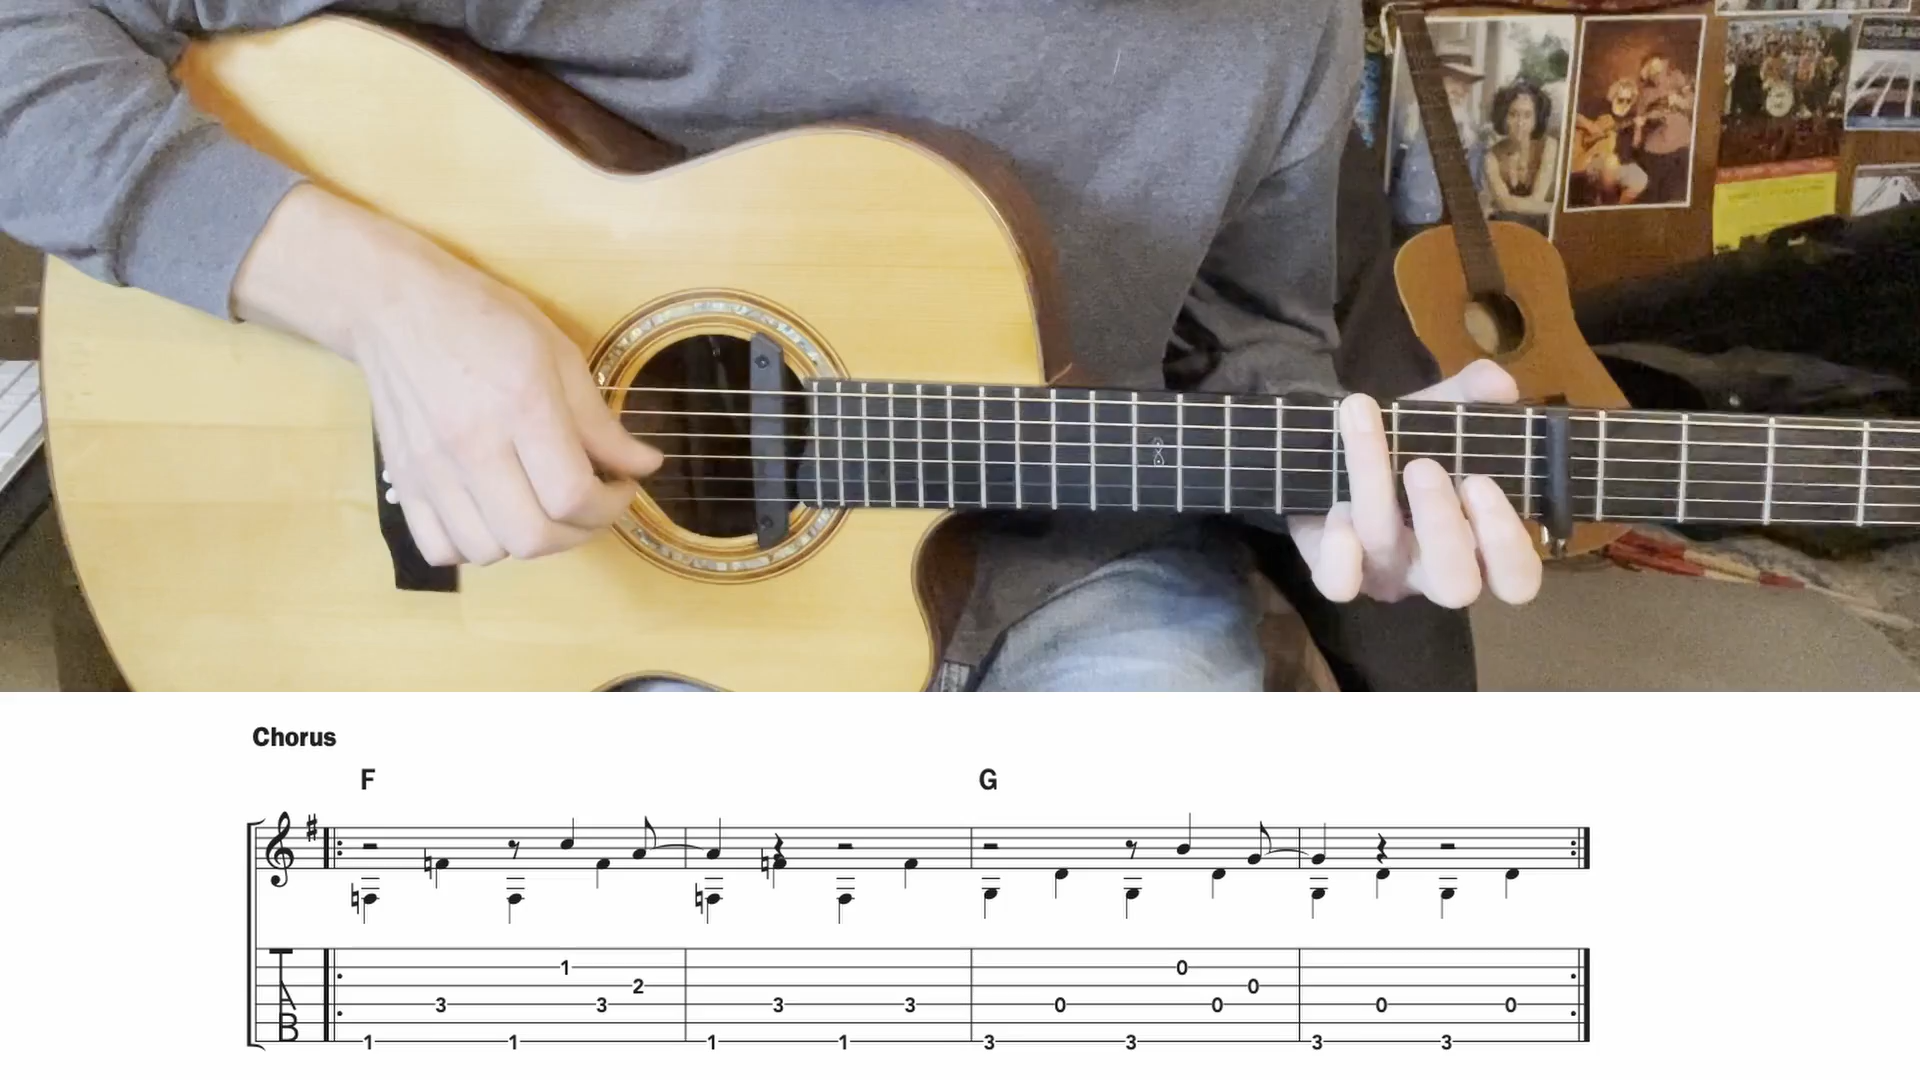 Chorus
F G
1 0
2 0
T 3 3 3 3 0 0 0 0
A
B 1 1 1 1 3 3 3 3